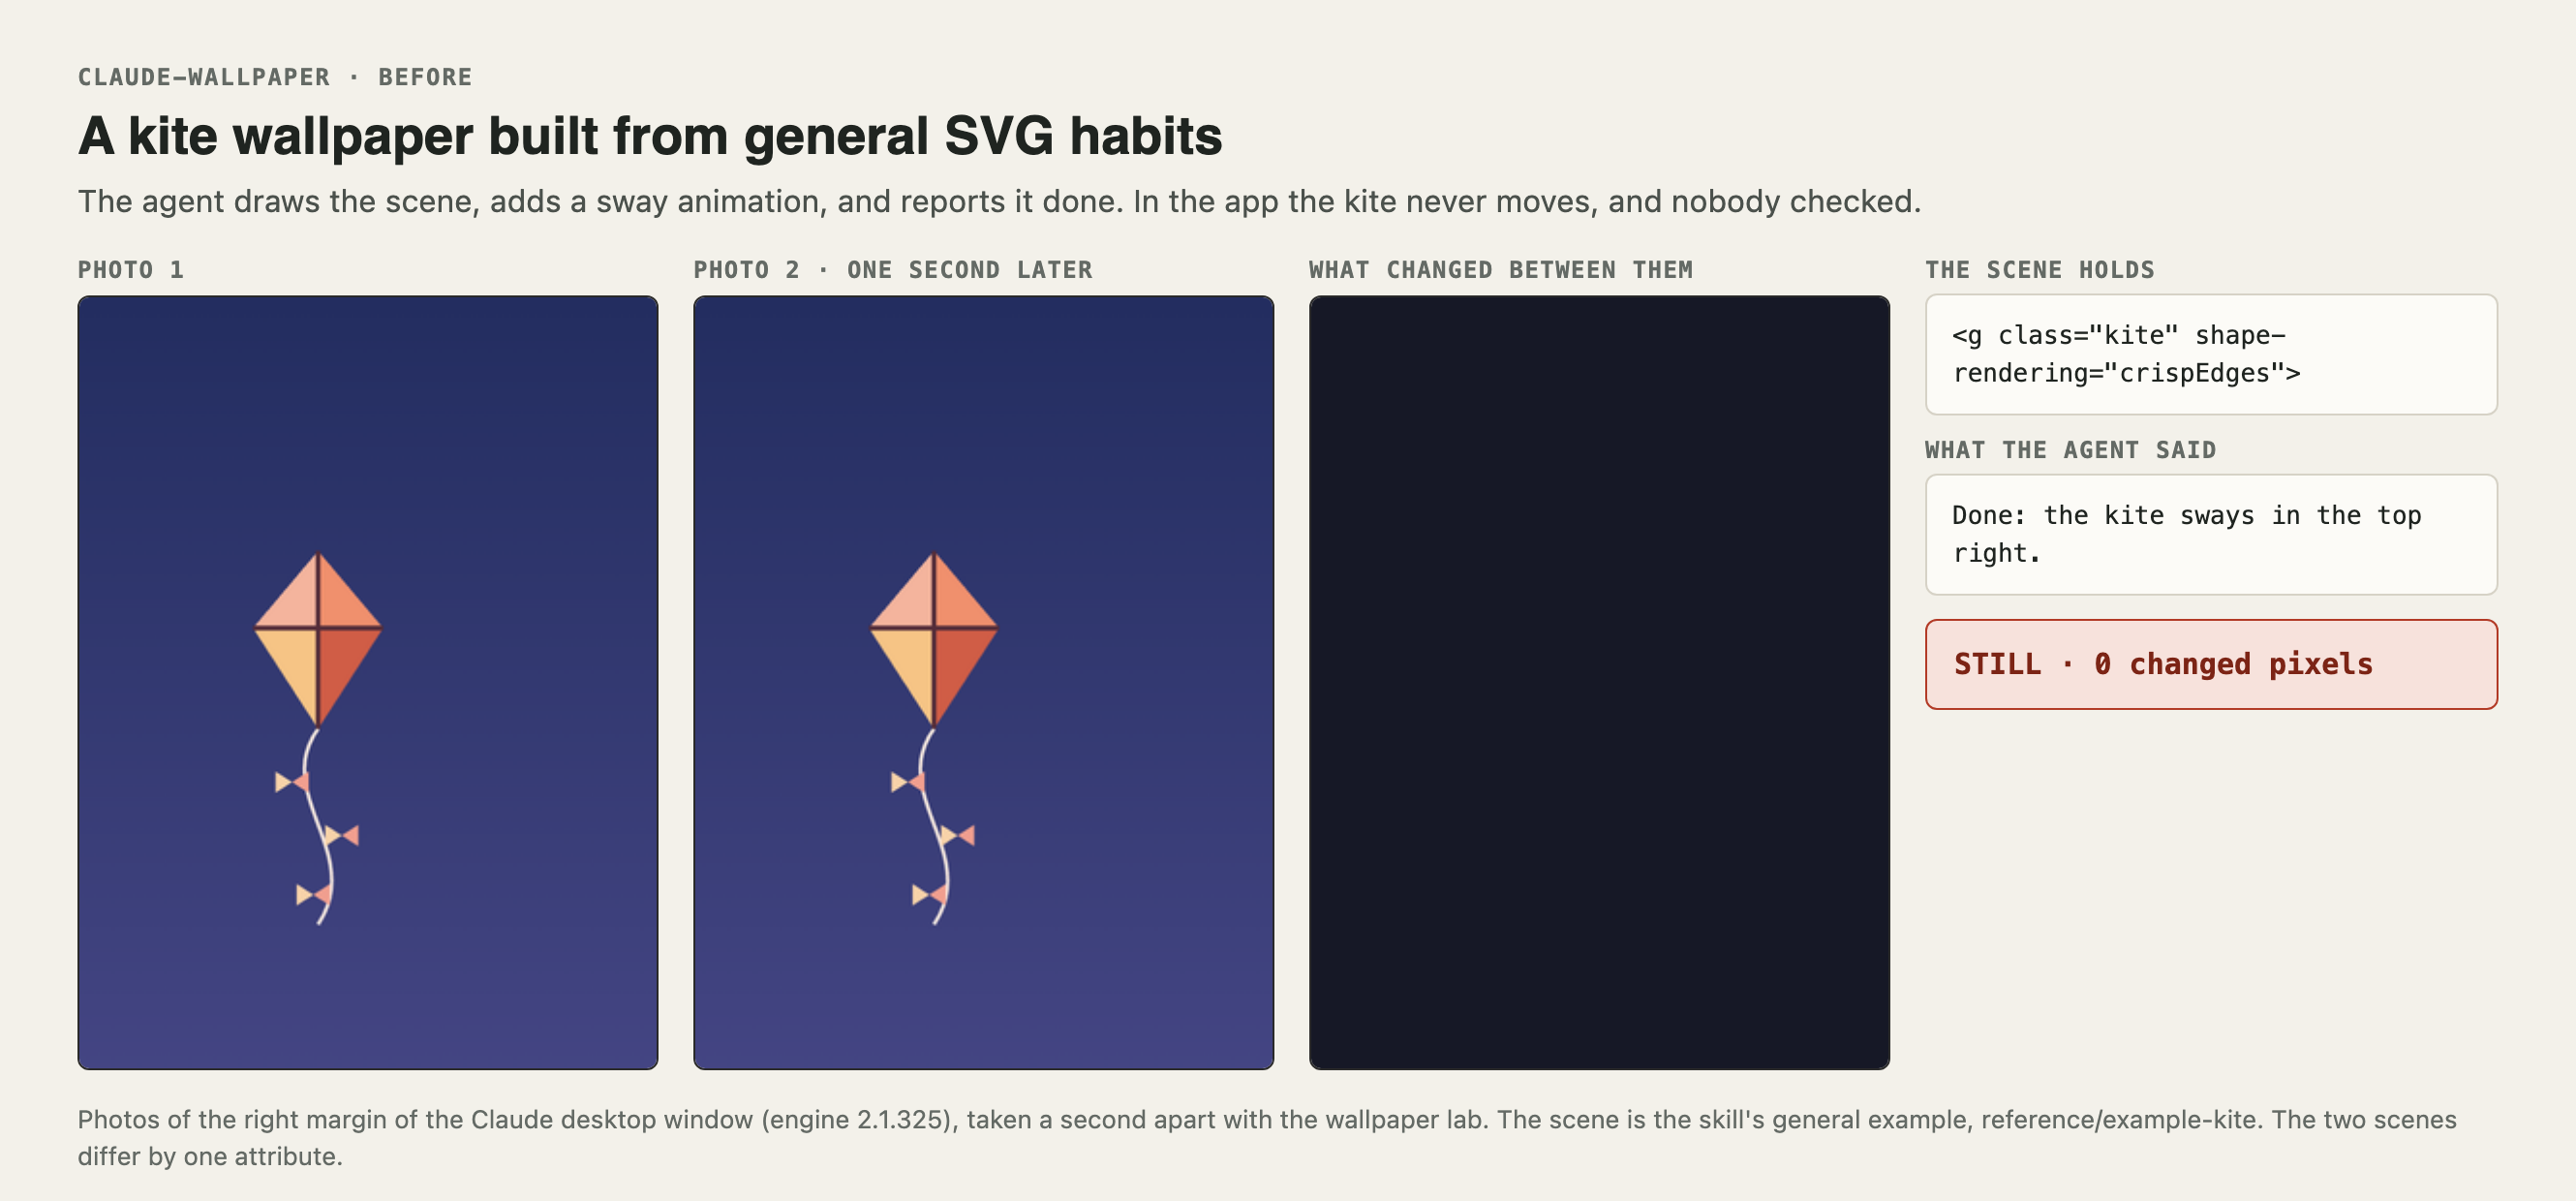 CLAUDE-WALLPAPER · BEFORE
A kite wallpaper built from general SVG habits
The agent draws the scene, adds a sway animation, and reports it done. In the app the kite never moves, and nobody checked.
PHOTO 1
PHOTO 2 · ONE SECOND LATER
WHAT CHANGED BETWEEN THEM
THE SCENE HOLDS
<g class="kite" shape-
rendering="crispEdges">
WHAT THE AGENT SAID
Done: the kite sways in the top
right.
STILL · 0 changed pixels
Photos of the right margin of the Claude desktop window (engine 2.1.325), taken a second apart with the wallpaper lab. The scene is the skill's general example, reference/example-kite. The two scenes
differ by one attribute.